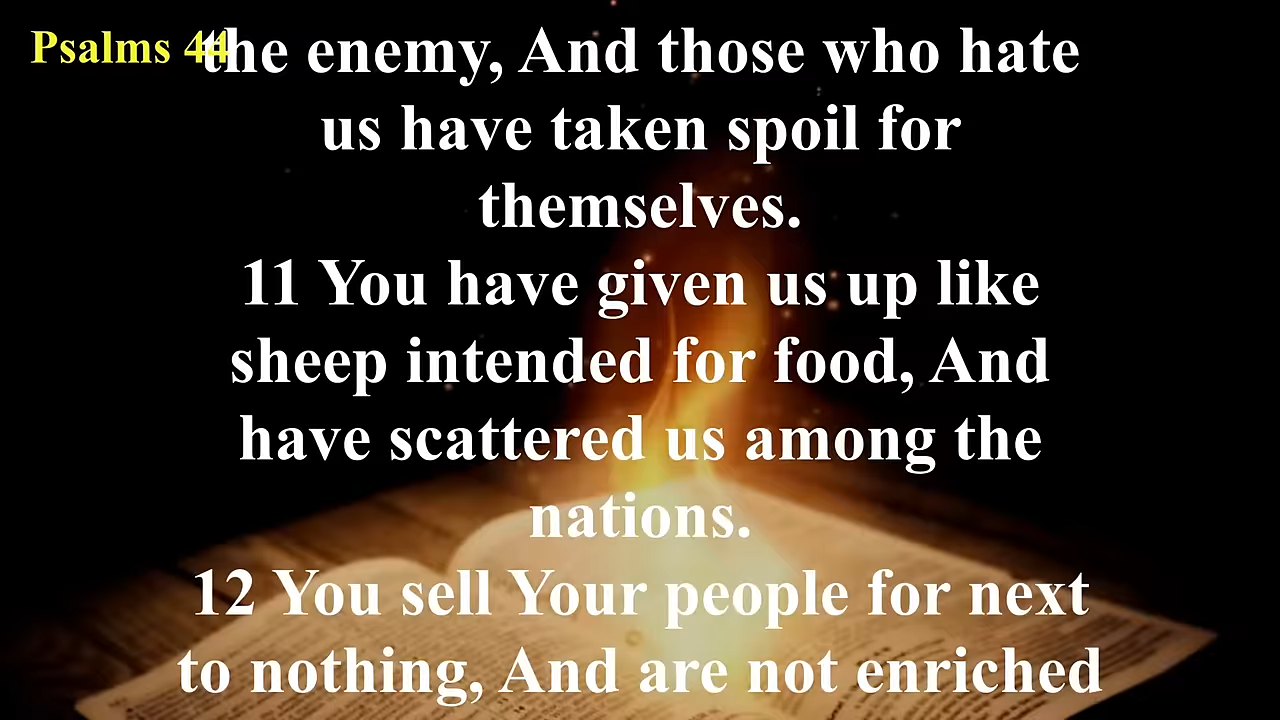 Psalms 44
the enemy, And those who hate
us have taken spoil for
themselves.
11 You have given us up like
sheep intended for food, And
have scattered us among the
nations.
12 You sell Your people for next
to nothing, And are not enriched